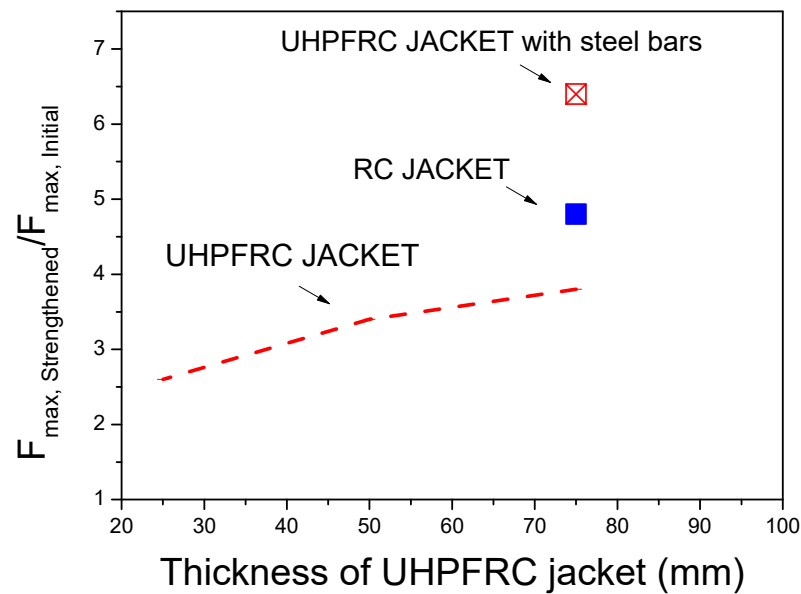 UHPFRC JACKET with steel bars
RC JACKET
UHPFRC JACKET
F max, Strengthened/F max, Initial
7
6
5
4
3
2
1
20 30 40 50 60 70 80 90 100
Thickness of UHPFRC jacket (mm)